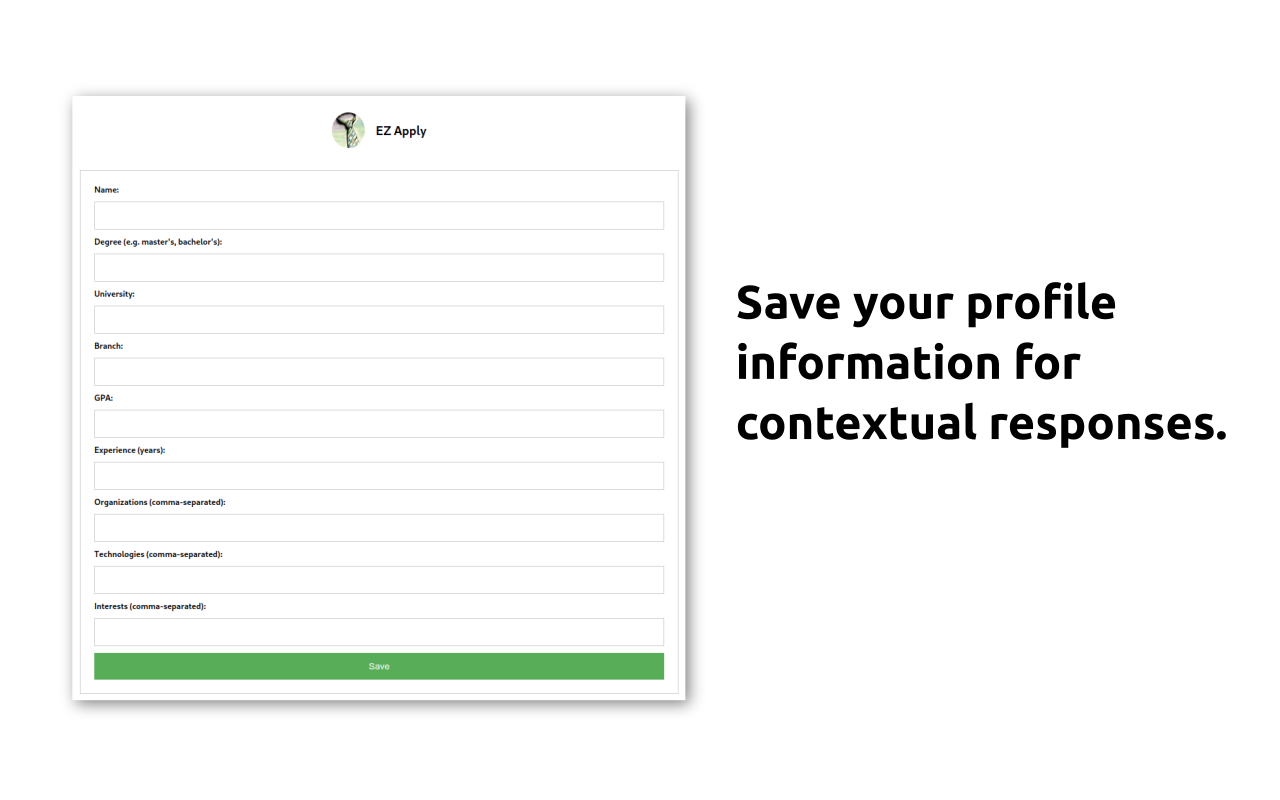 EZ Apply
Name:
Degree (e.g. master's, bachelor's):
University:
Branch:
GPA:
Experience (years):
Organizations (comma-separated):
Technologies (comma-separated):
Interests (comma-separated):
Save
Save your profile
information for
contextual responses.